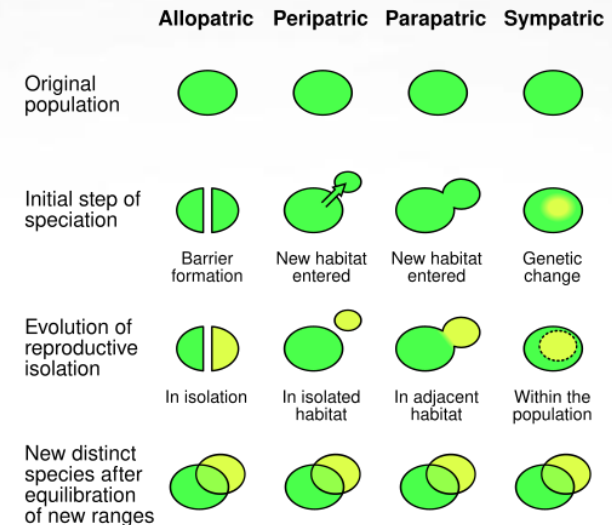 Allopatric Peripatric Parapatric Sympatric
Original
population
Initial step of
speciation
Barrier
formation
New habitat
entered
New habitat
entered
Genetic
change
Evolution of
reproductive
isolation
In isolation
In isolated
habitat
In adjacent
habitat
Within the
population
New distinct
species after
equilibration
of new ranges